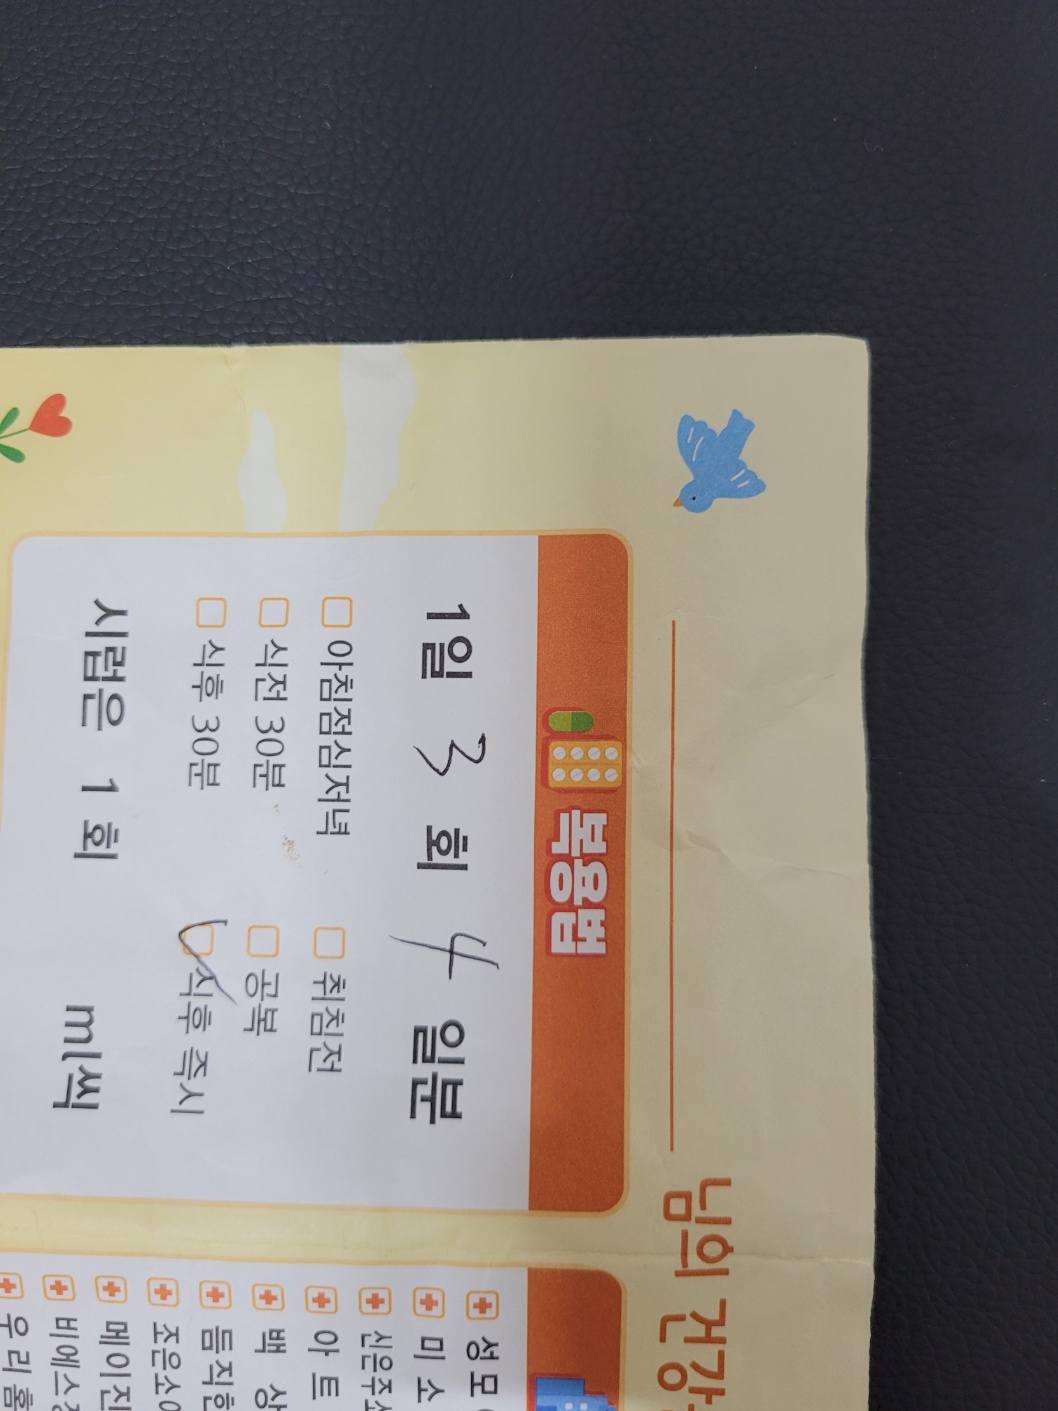 님의 건강
복용법
1일 3 회 4 일분
아침점심저녁 취침전
식전 30분 공복
식후 30분 식후 즉시
시럽은 1 회 ml씩
성모
미 소
신은주
아 트
백 상
듬직한
조은소
메이진
비에스
우리홈